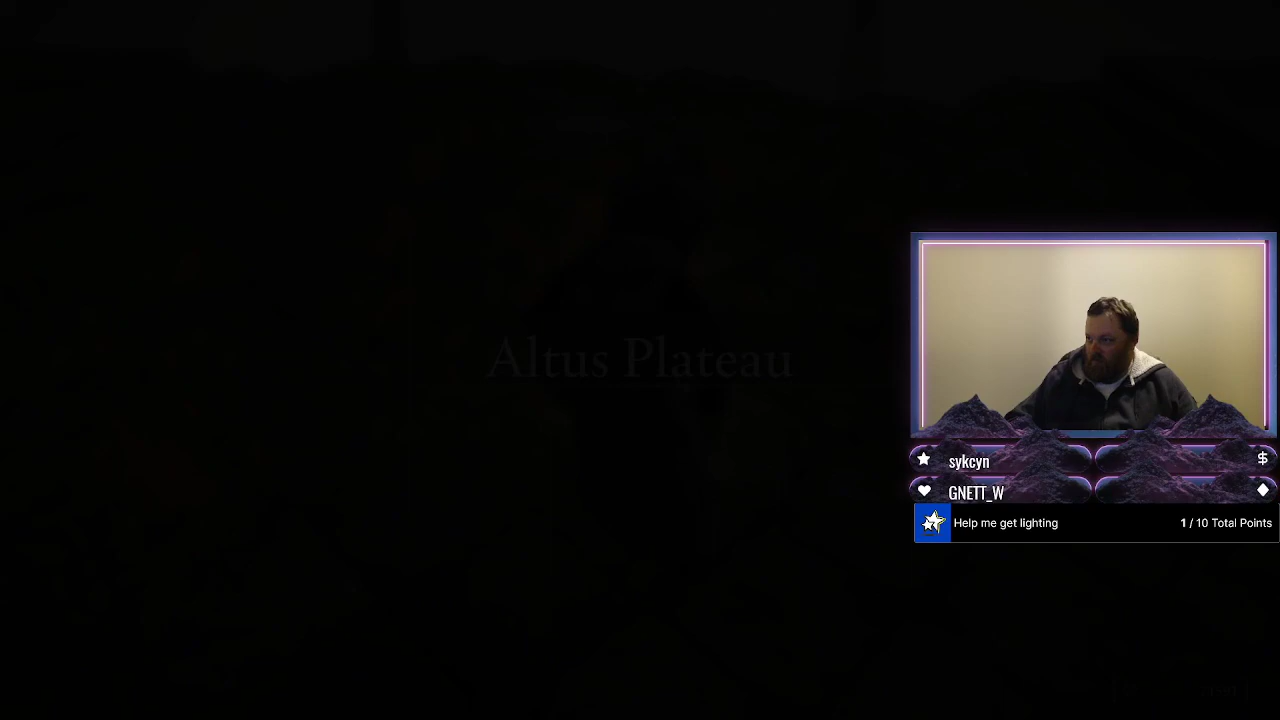 Altus Plateau
sykcyn
$
GNETT_W
Help me get lighting
1 / 10 Total Points